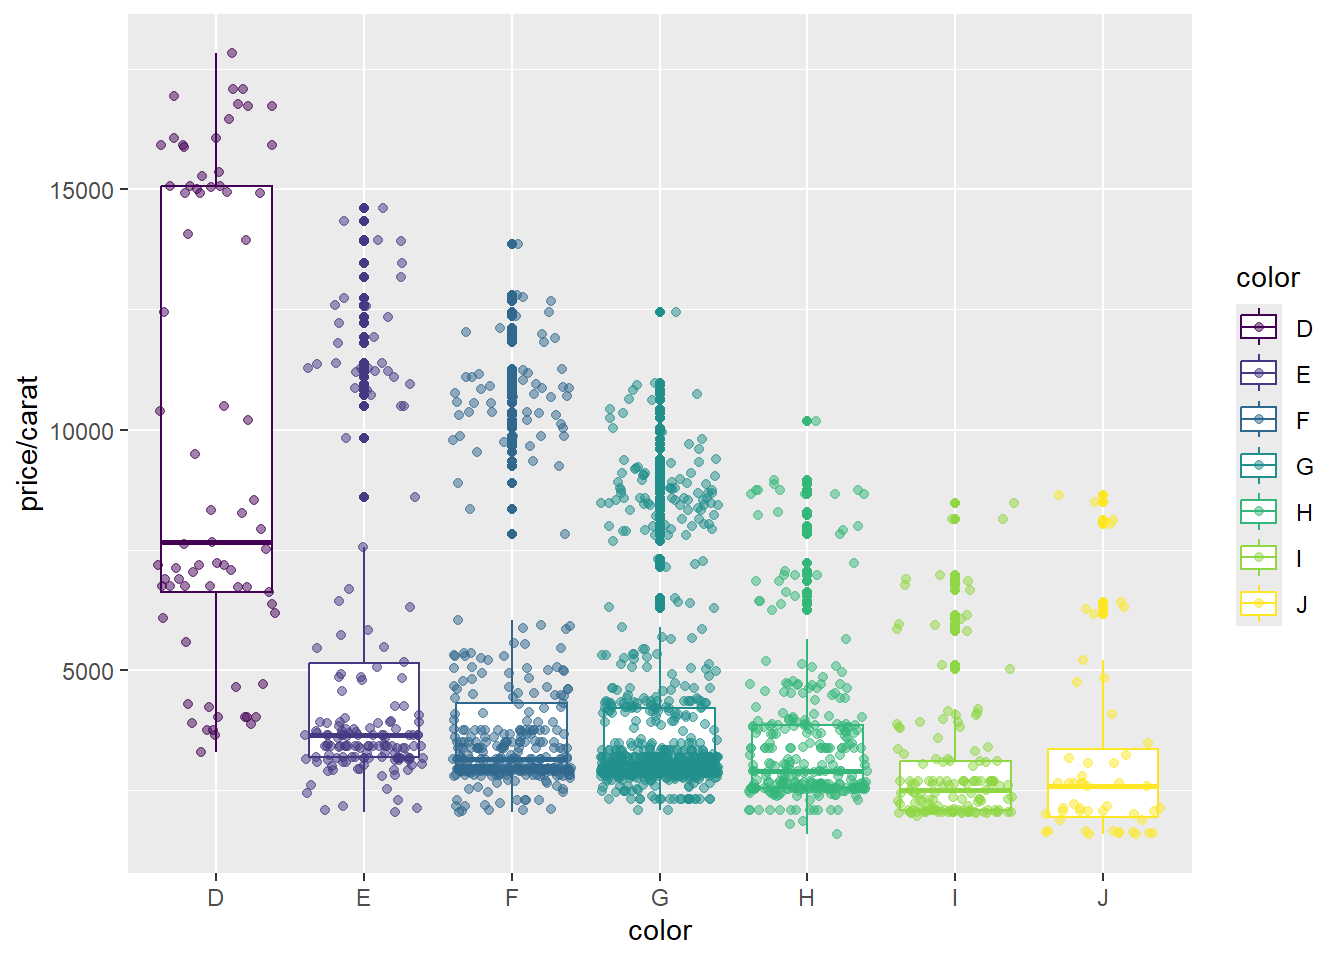 price/carat
15000
10000
5000
D E F G H I J
color
color
D
E
F
G
H
I
J